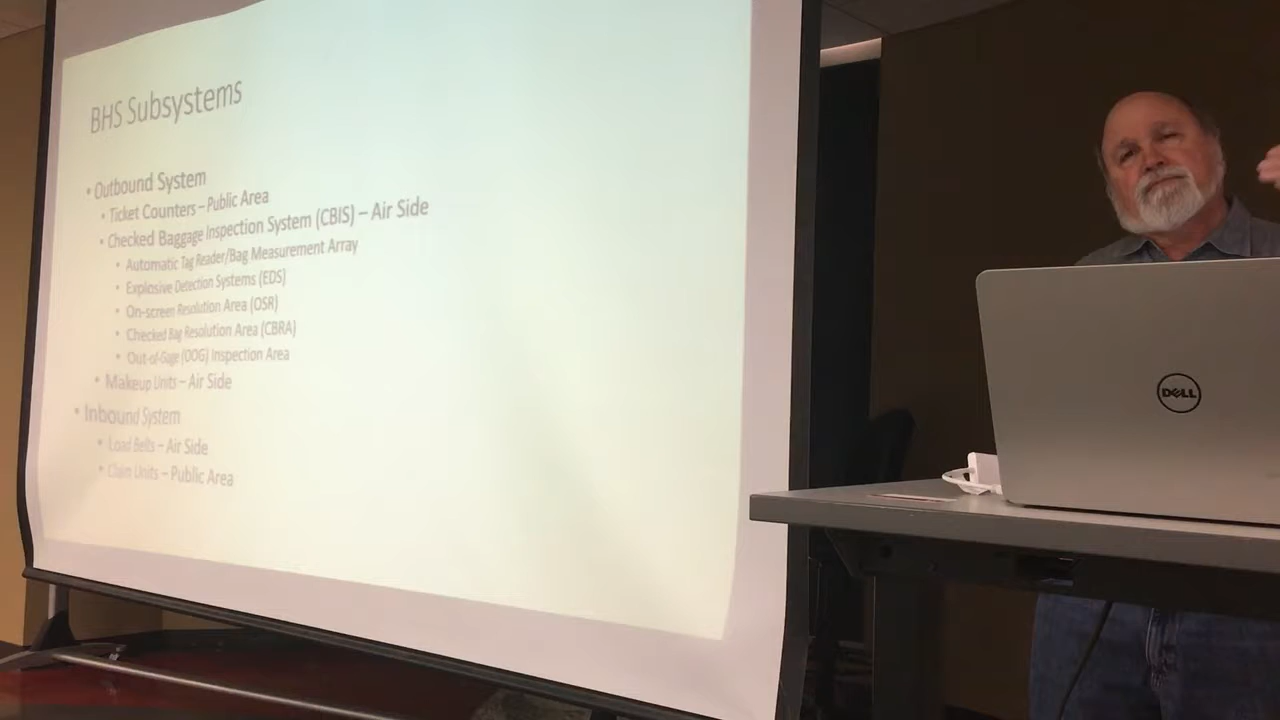 BHS Subsystems
• Outbound System
• Ticket Counters – Public Area
• Checked Baggage Inspection System (CBIS) – Air Side
• Automatic Tag Reader/Bag Measurement Array
• Explosive Detection Systems (EDS)
• On-screen Resolution Area (OSR)
• Checked Bag Resolution Area (CBRA)
• Out-of-Gage (OOG) Inspection Area
• Makeup Units – Air Side
• Inbound System
• Load Belts – Air Side
• Claim Units – Public Area
DELL